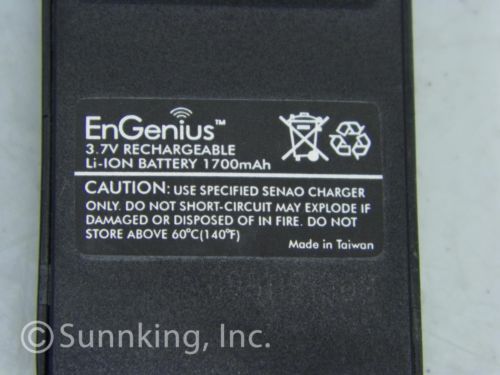 EnGenius™
3.7V RECHARGEABLE
Li-ION BATTERY 1700mAh
CAUTION: USE SPECIFIED SENAO CHARGER
ONLY. DO NOT SHORT-CIRCUIT MAY EXPLODE IF
DAMAGED OR DISPOSED OF IN FIRE. DO NOT
STORE ABOVE 60°C(140°F)
Made in Taiwan
© Sunnking, Inc.